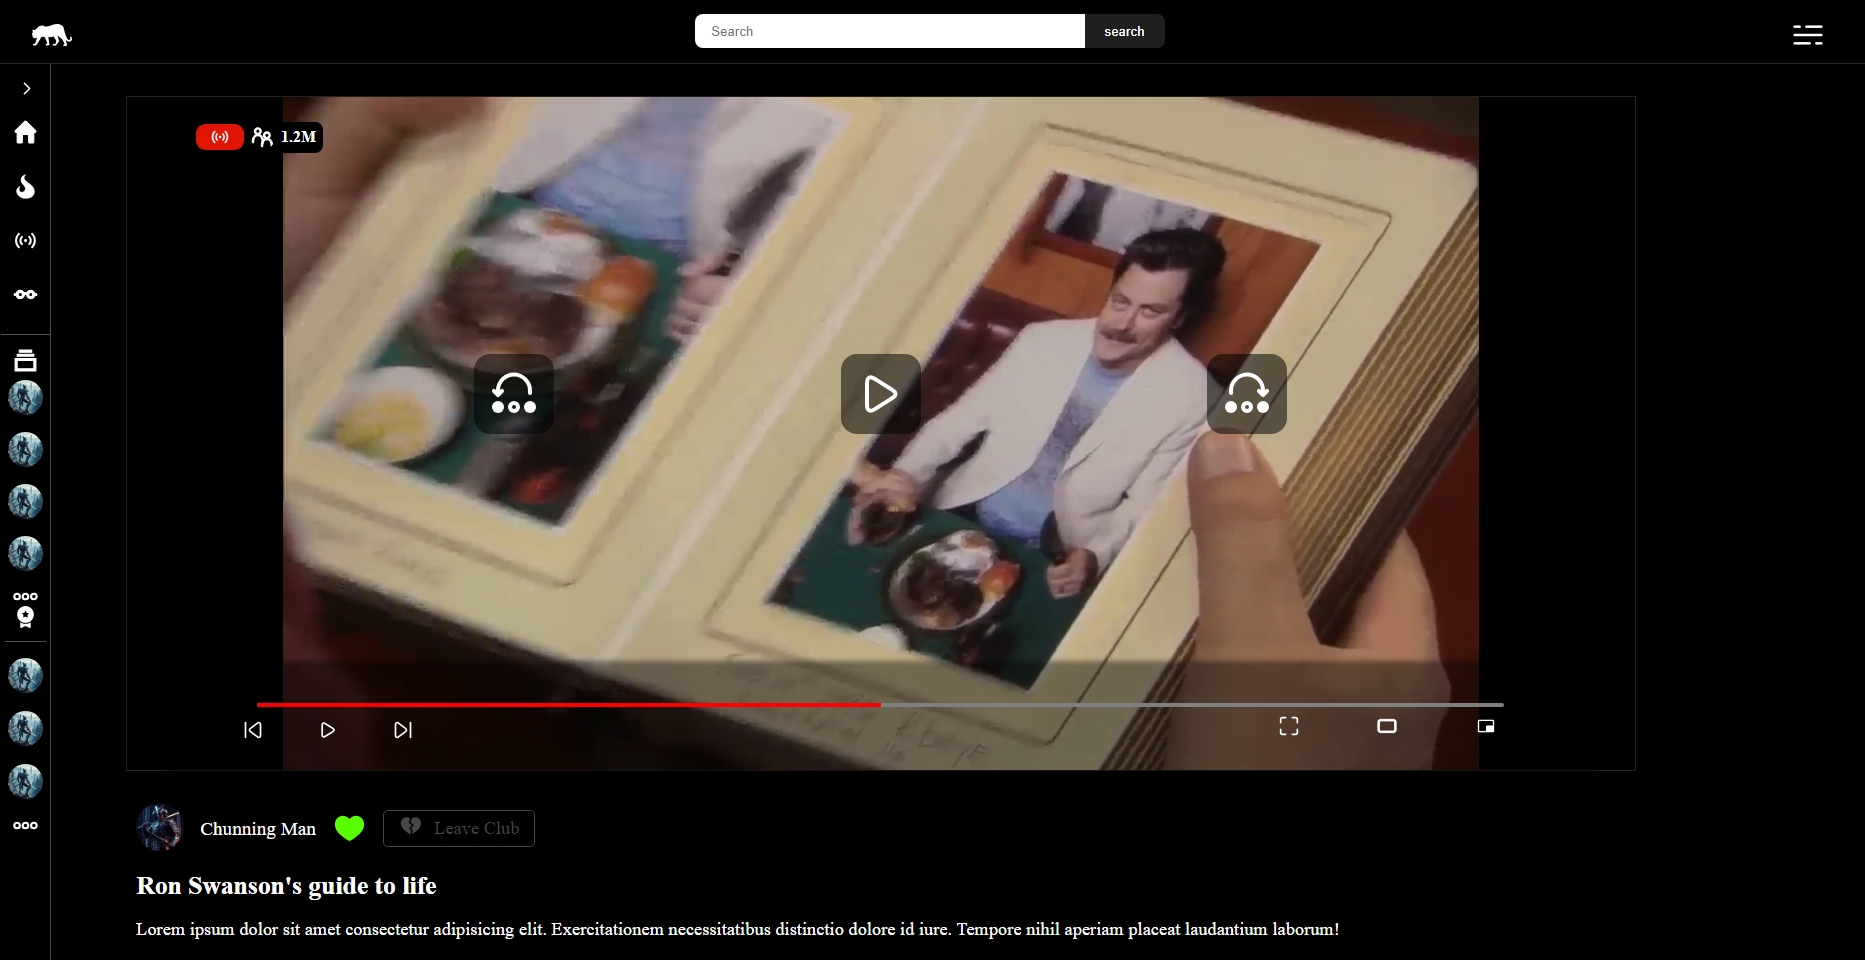 Search
search
1.2M
Chunning Man
Leave Club
Ron Swanson's guide to life
Lorem ipsum dolor sit amet consectetur adipisicing elit. Exercitationem necessitatibus distinctio dolore id iure. Tempore nihil aperiam placeat laudantium laborum!